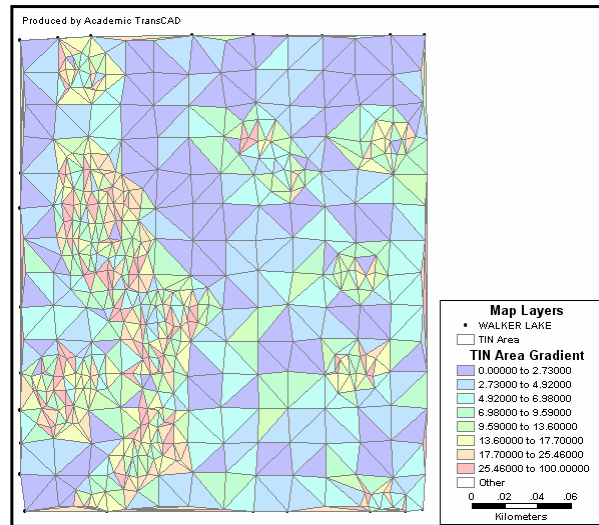 Produced by Academic TransCAD
Map Layers
WALKER LAKE
TIN Area
TIN Area Gradient
0.00000 to 2.73000
2.73000 to 4.92000
4.92000 to 6.98000
6.98000 to 9.59000
9.59000 to 13.60000
13.60000 to 17.70000
17.70000 to 25.46000
25.46000 to 100.00000
Other
0 .02 .04 .06
Kilometers